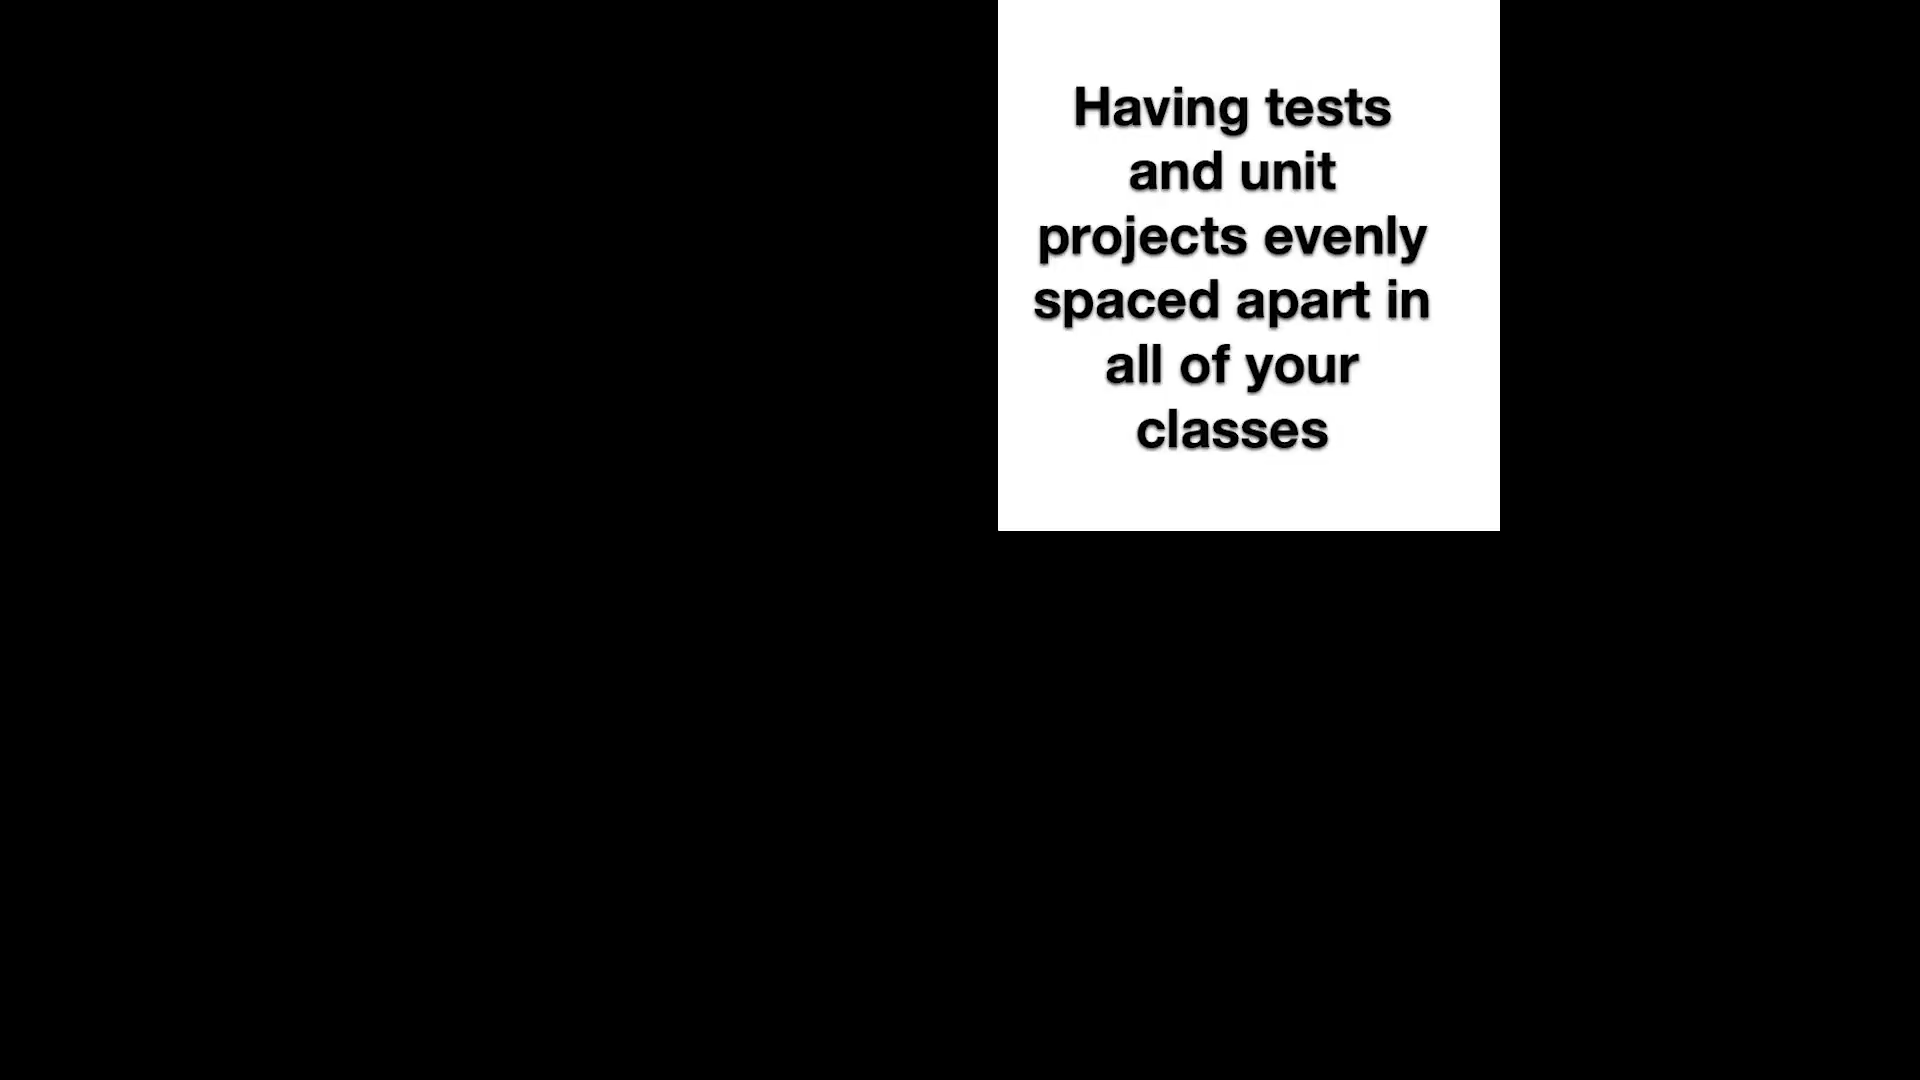 Having tests
and unit
projects evenly
spaced apart in
all of your
classes